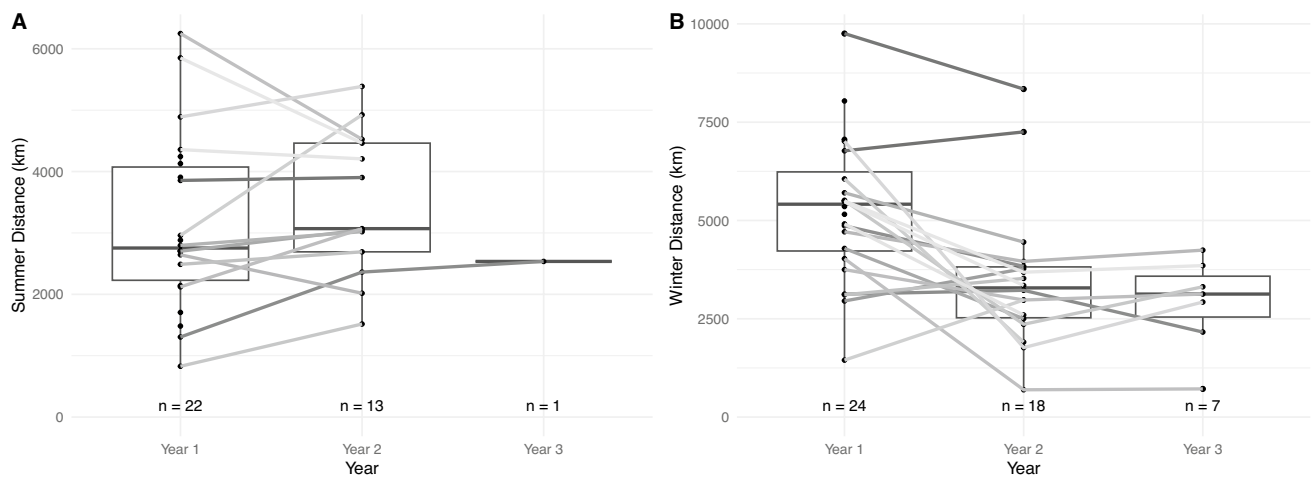 A
Summer Distance (km)
6000
4000
2000
0
n = 22
n = 13
n = 1
Year 1
Year 2
Year 3
Year
B
Winter Distance (km)
10000
7500
5000
2500
0
n = 24
n = 18
n = 7
Year 1
Year 2
Year 3
Year